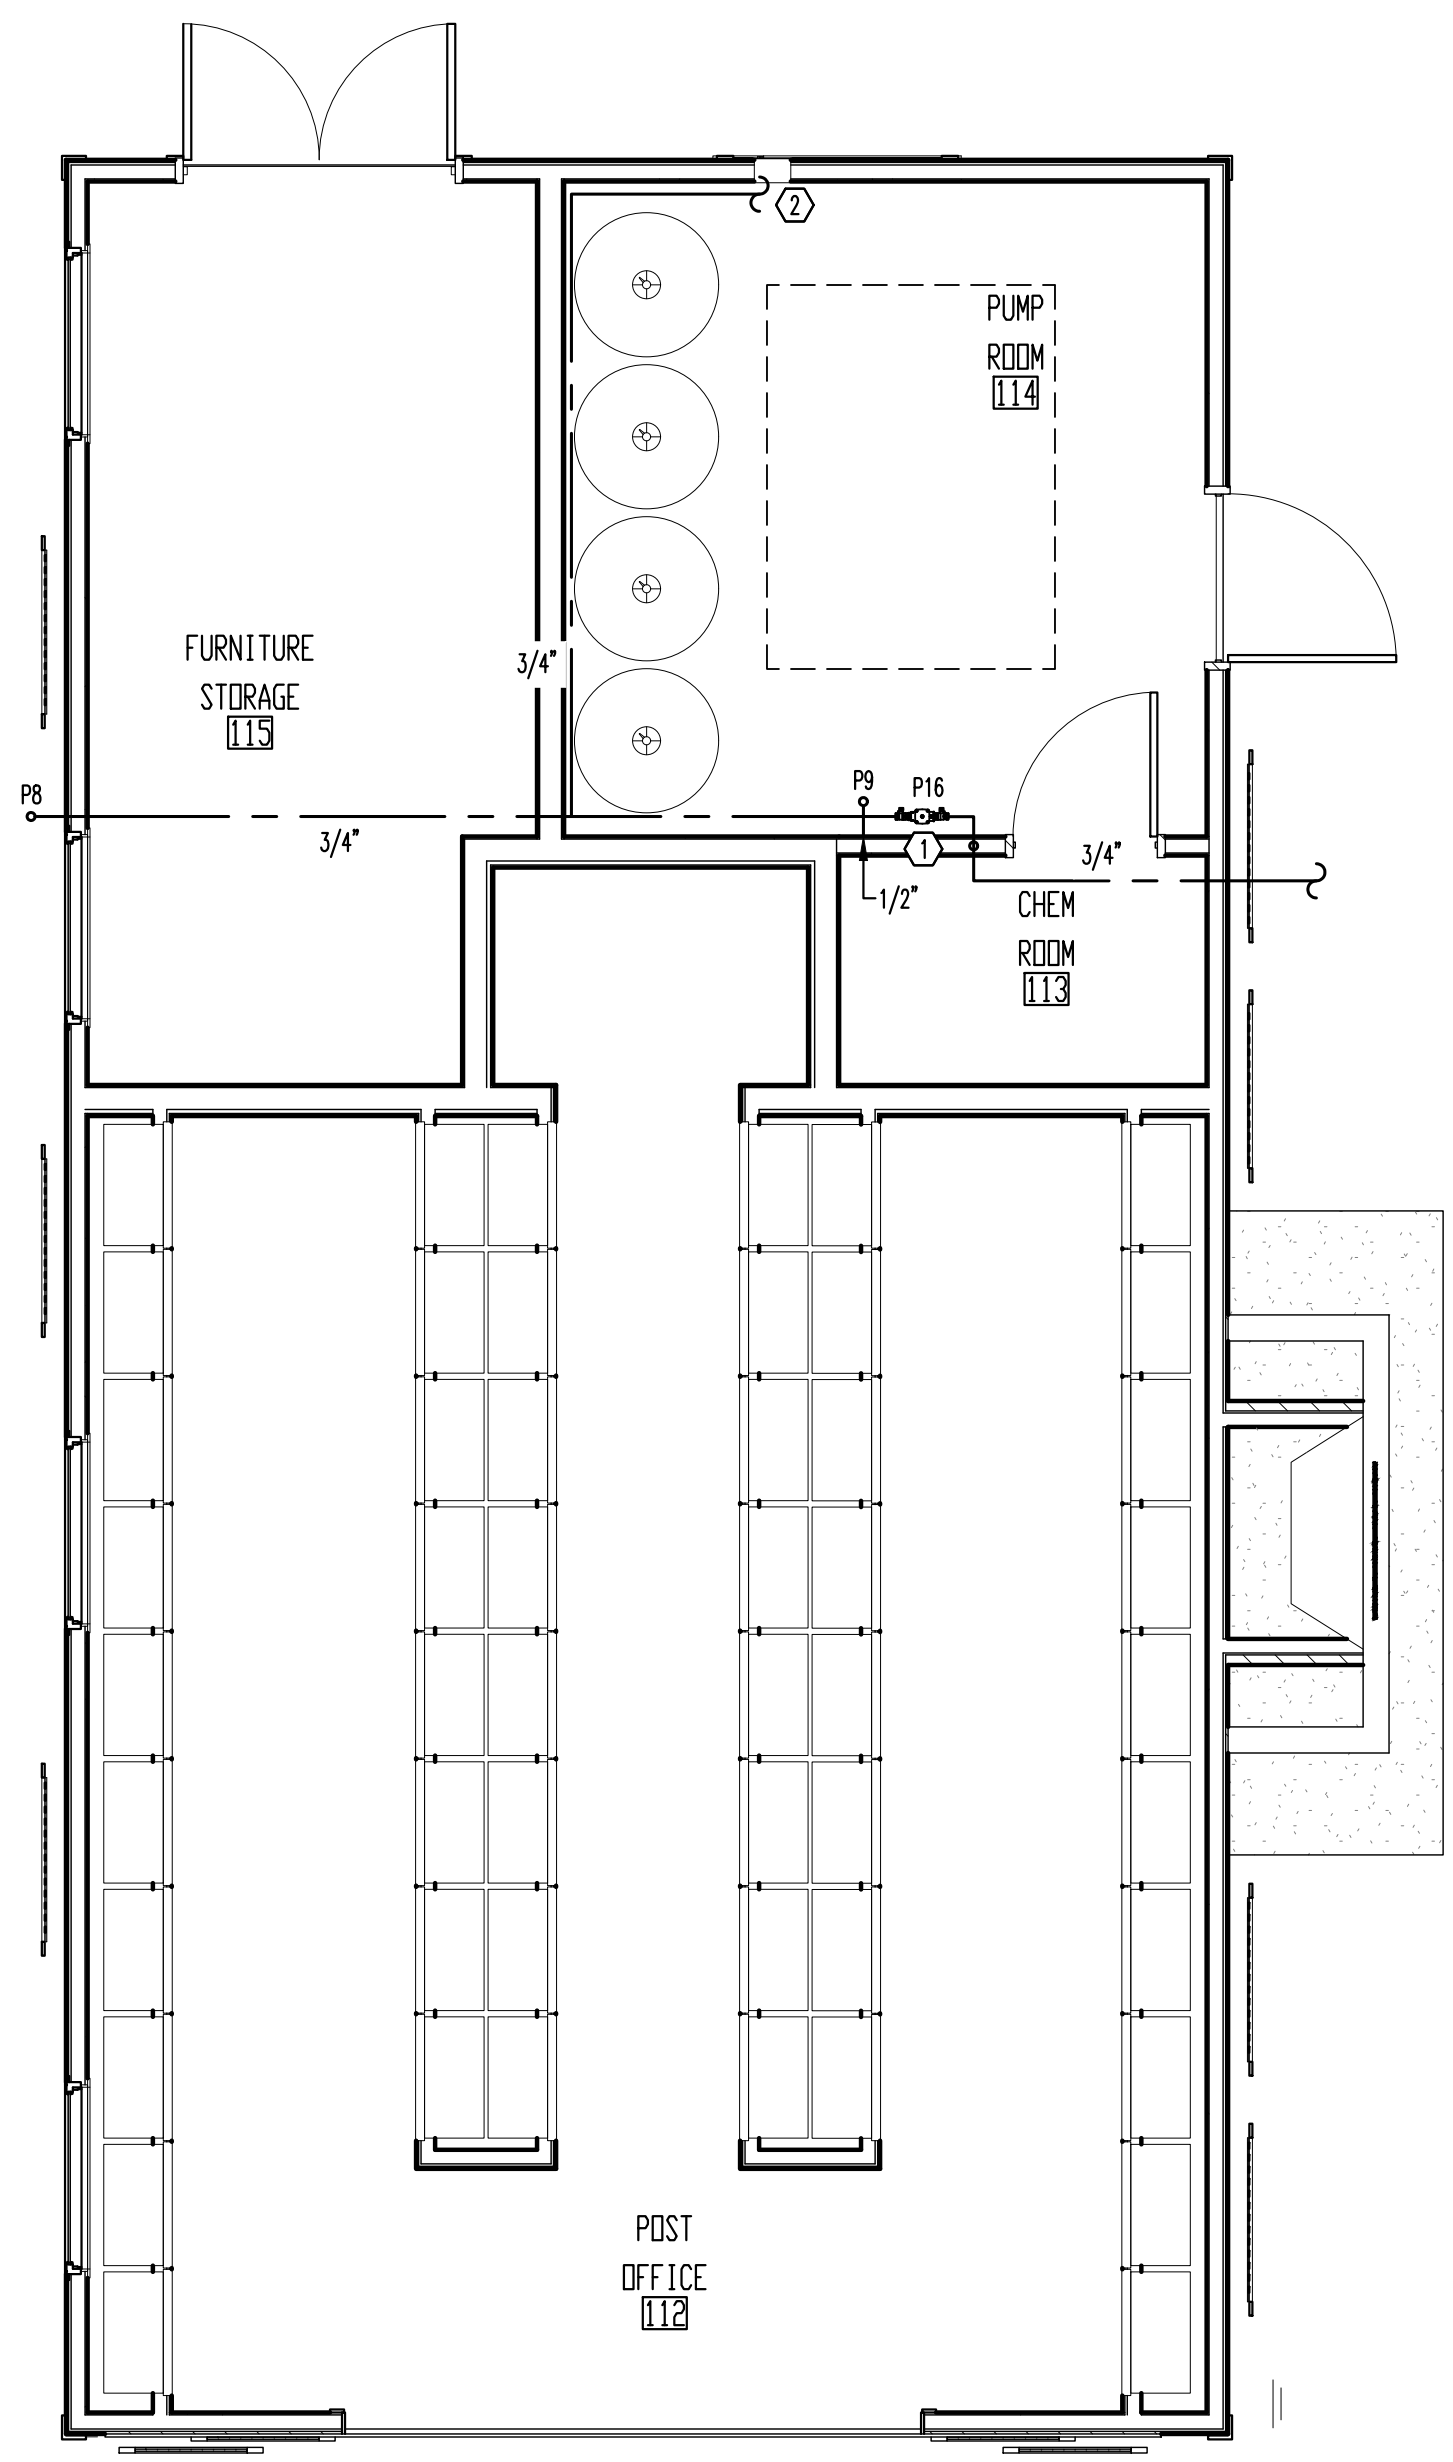 2
PUMP
ROOM
114
FURNITURE
STORAGE
115
3/4"
P8
3/4"
P9
P16
1
3/4"
1/2"
CHEM
ROOM
113
POST
OFFICE
112